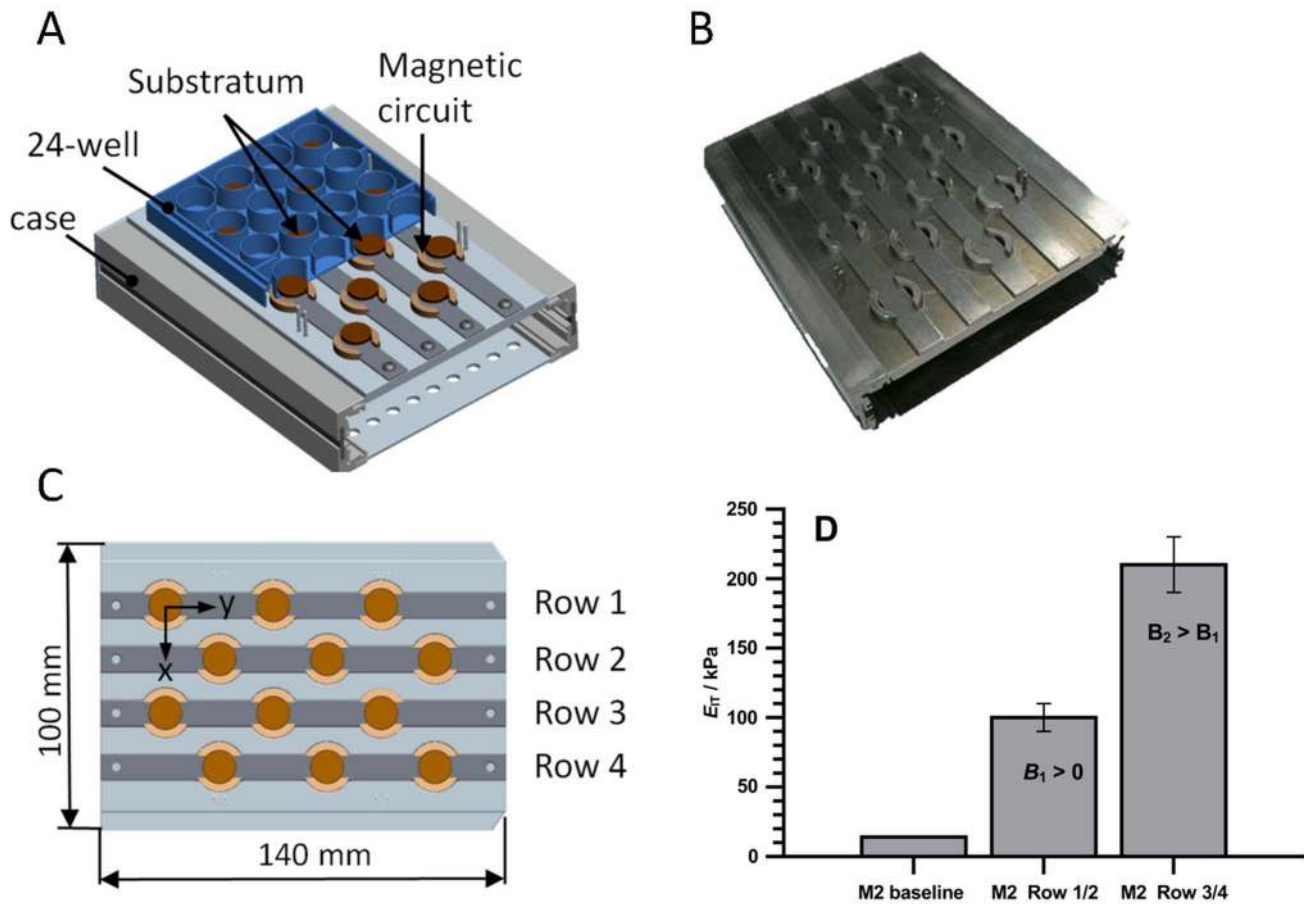 A
Substratum
Magnetic
circuit
24-well
case
B
C
y
x
Row 1
Row 2
Row 3
Row 4
100 mm
140 mm
D
250
200
150
100
50
0
E_IT / kPa
B₁ > 0
B₂ > B₁
M2 baseline
M2 Row 1/2
M2 Row 3/4